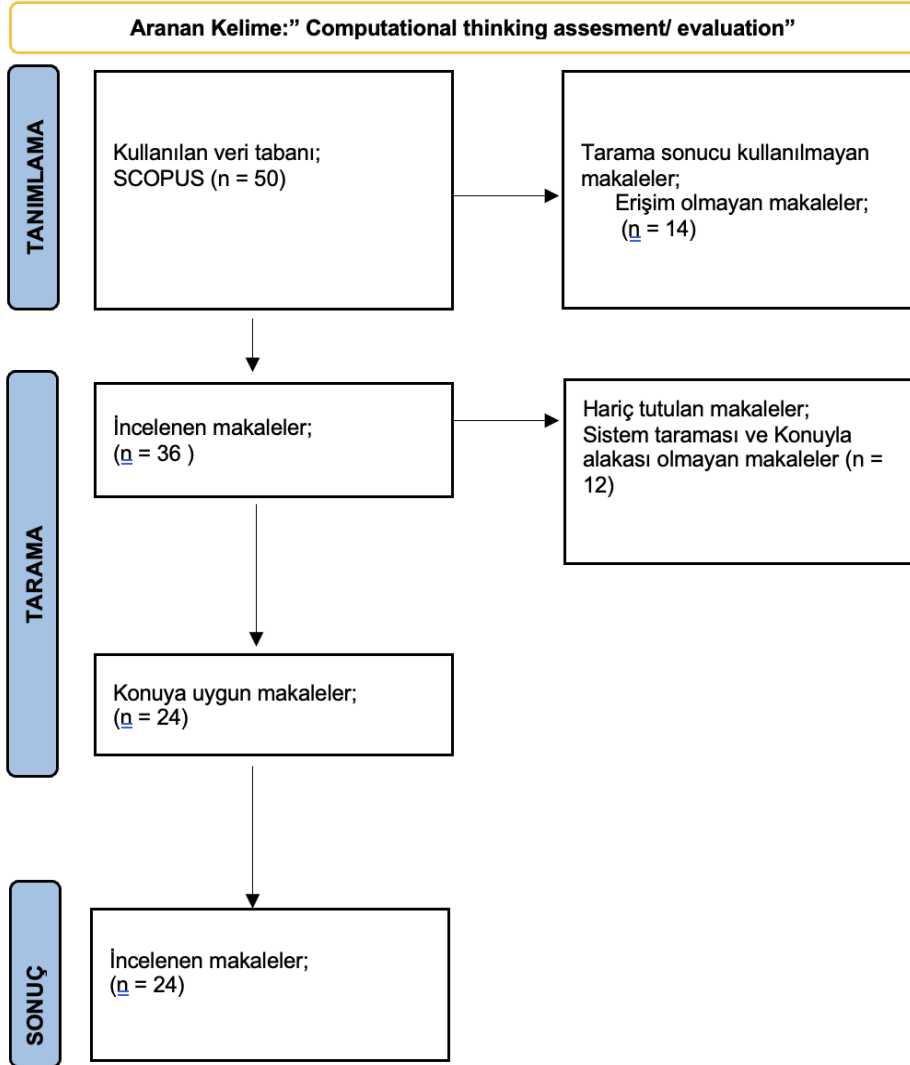 Aranan Kelime:” Computational thinking assesment/ evaluation”
TANIMLAMA
Kullanılan veri tabanı;
SCOPUS (n = 50)
Tarama sonucu kullanılmayan
makaleler;
Erişim olmayan makaleler;
(n = 14)
TARAMA
İncelenen makaleler;
(n = 36 )
Hariç tutulan makaleler;
Sistem taraması ve Konuyla
alakası olmayan makaleler (n =
12)
Konuya uygun makaleler;
(n = 24)
SONUÇ
İncelenen makaleler;
(n = 24)